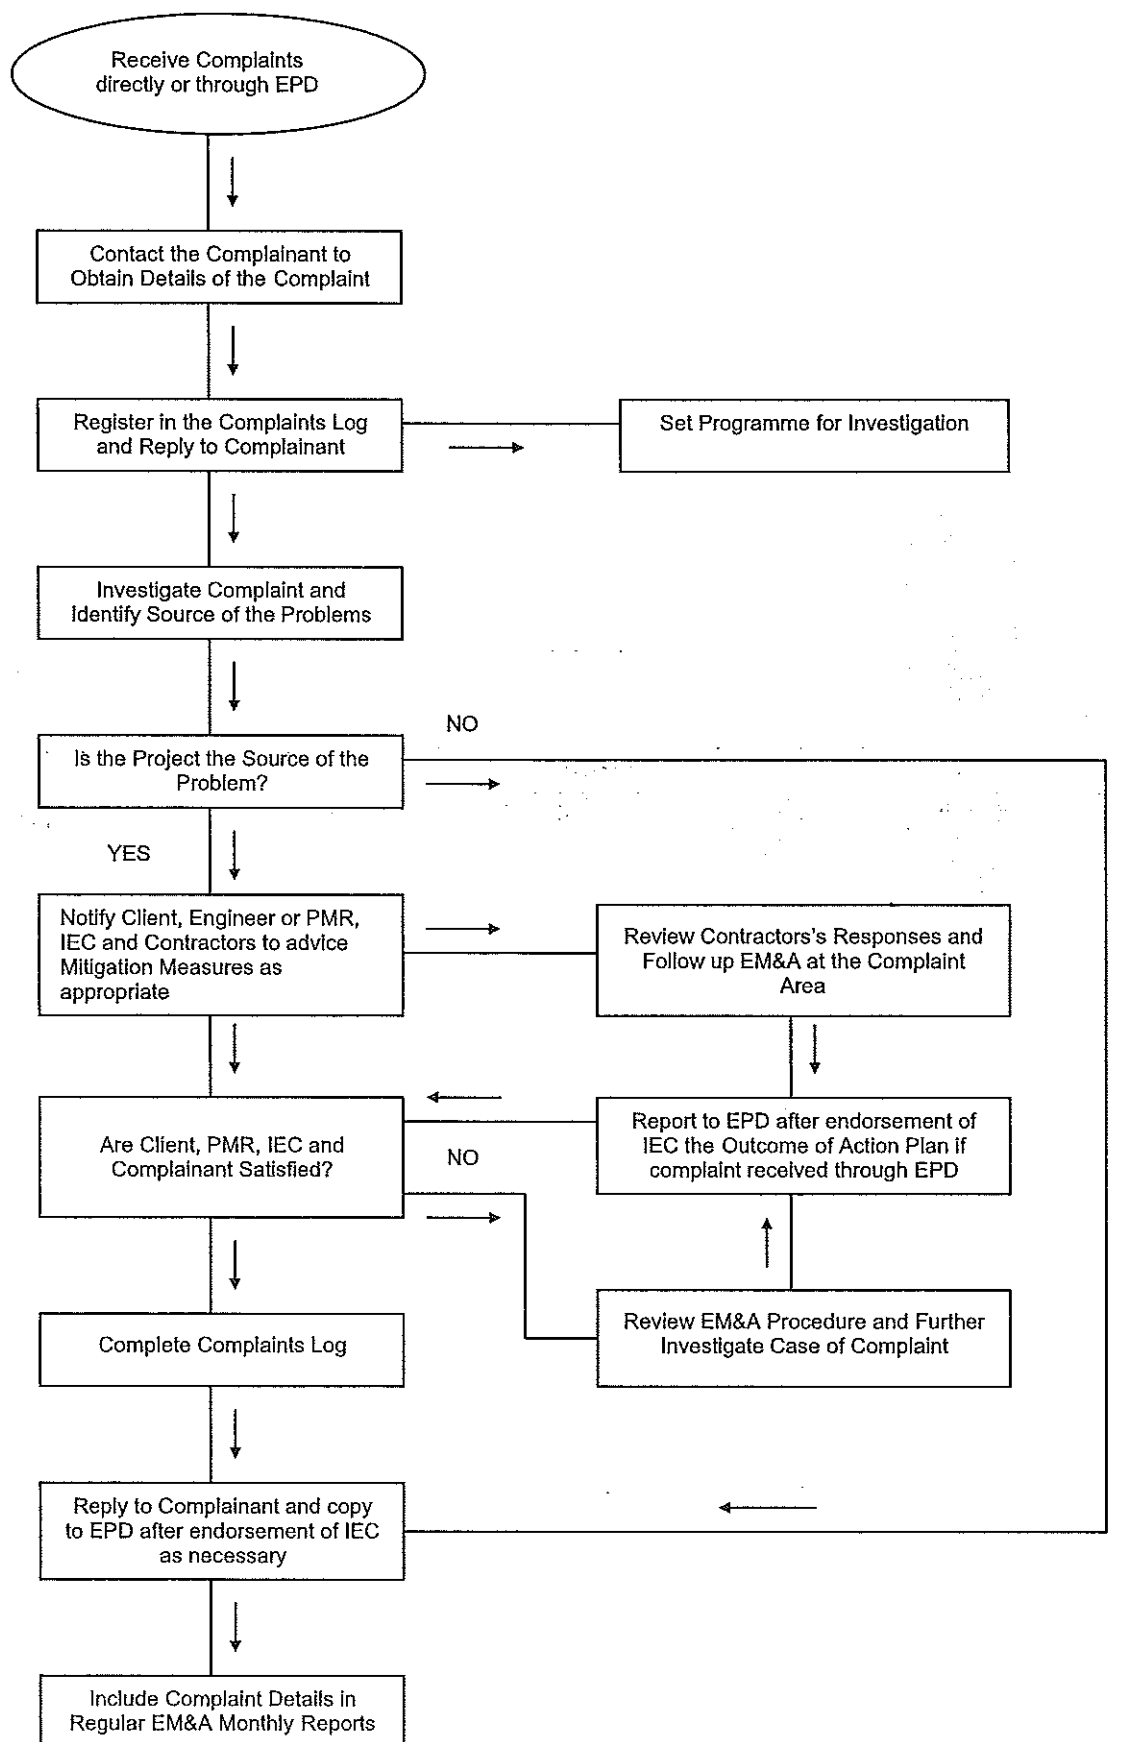 Receive Complaints
directly or through EPD
Contact the Complainant to
Obtain Details of the Complaint
Register in the Complaints Log
and Reply to Complainant
Set Programme for Investigation
Investigate Complaint and
Identify Source of the Problems
NO
Is the Project the Source of the
Problem?
YES
Notify Client, Engineer or PMR,
IEC and Contractors to advice
Mitigation Measures as
appropriate
Review Contractors's Responses and
Follow up EM&A at the Complaint
Area
Are Client, PMR, IEC and
Complainant Satisfied?
NO
Report to EPD after endorsement of
IEC the Outcome of Action Plan if
complaint received through EPD
Review EM&A Procedure and Further
Investigate Case of Complaint
Complete Complaints Log
Reply to Complainant and copy
to EPD after endorsement of IEC
as necessary
Include Complaint Details in
Regular EM&A Monthly Reports